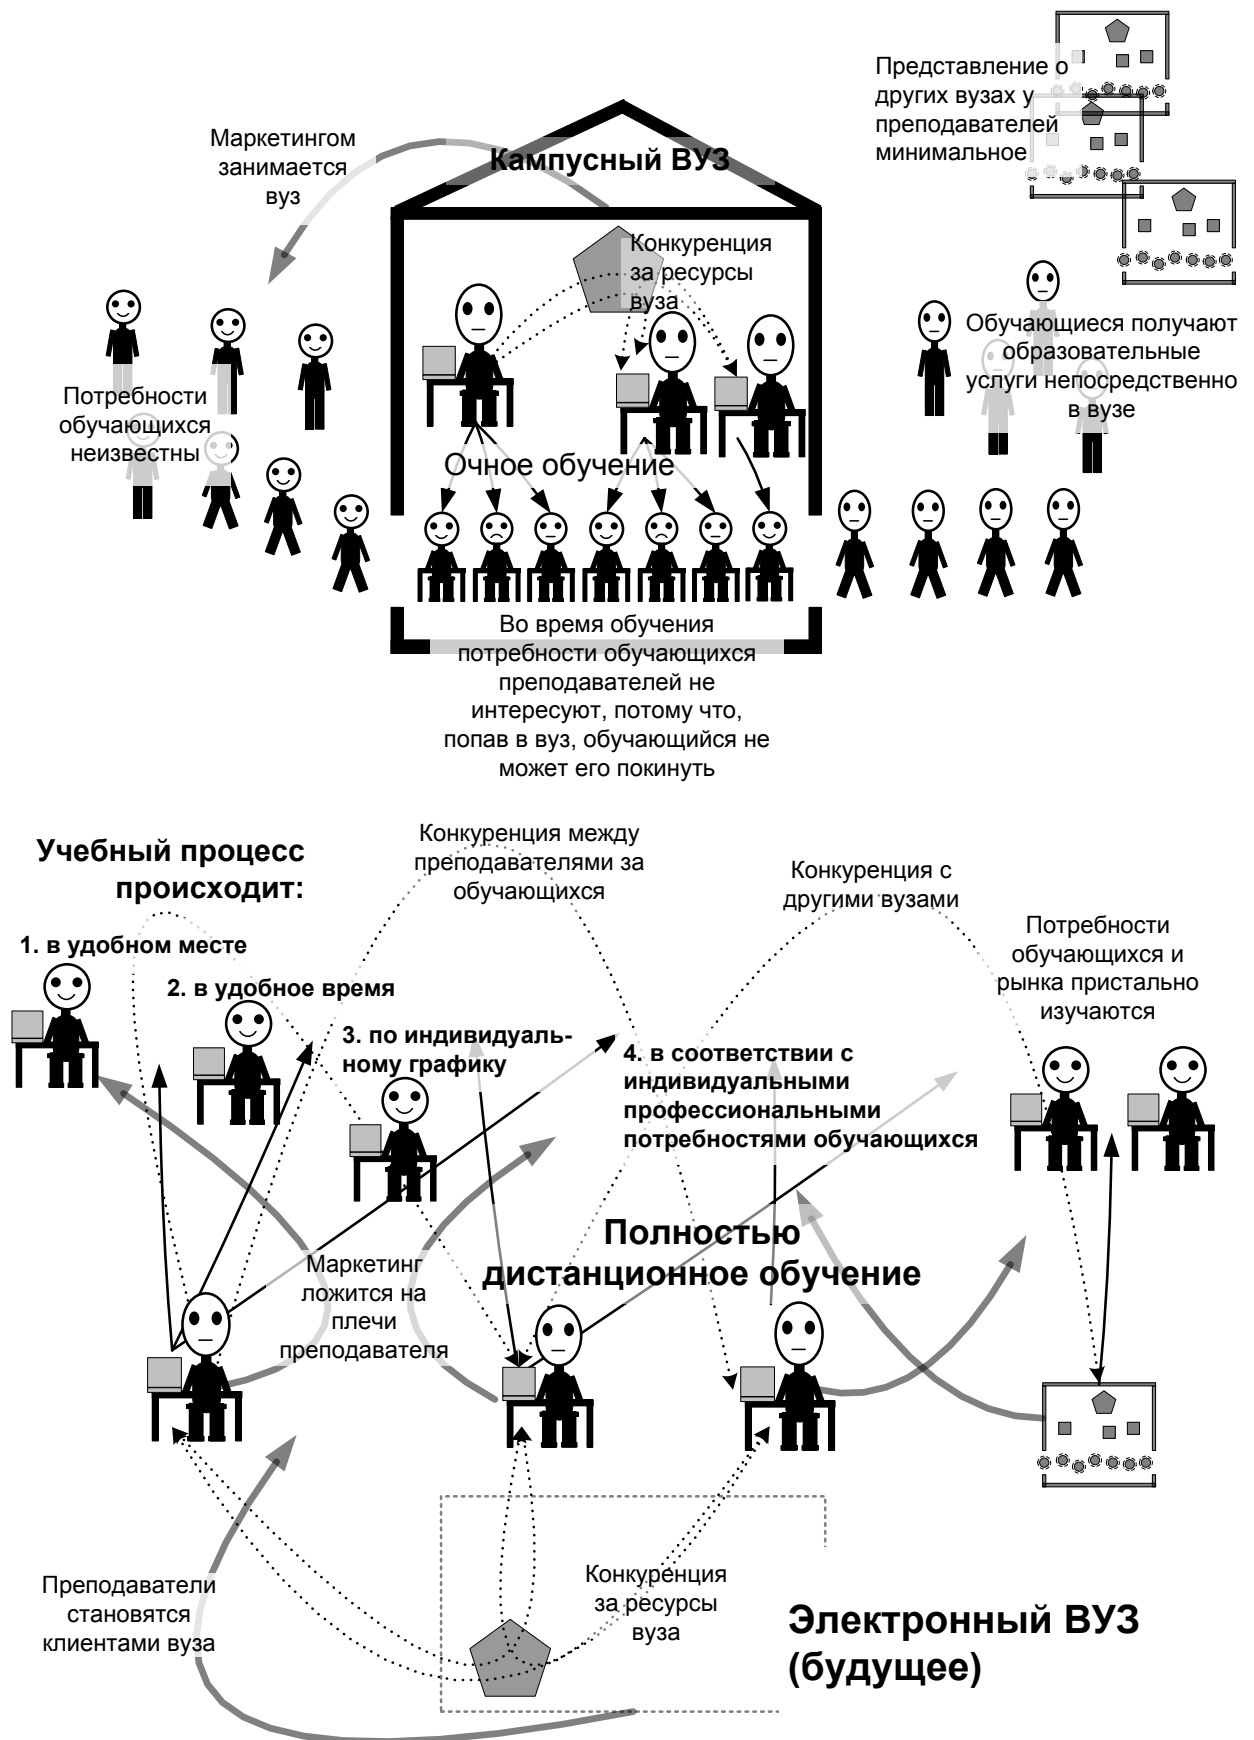 Маркетингом
занимается
вуз
Кампусный ВУЗ
Представление о
других вузах у
преподавателей
минимальное
Конкуренция
за ресурсы
вуза
Потребности
обучающихся
неизвестны
Обучающиеся получают
образовательные
услуги непосредственно
в вузе
Очное обучение
Во время обучения
потребности обучающихся
преподавателей не
интересуют, потому что,
попав в вуз, обучающийся не
может его покинуть
Учебный процесс
происходит:
Конкуренция между
преподавателями за
обучающихся
Конкуренция с
другими вузами
Потребности
обучающихся и
рынка пристально
изучаются
1. в удобном месте
2. в удобное время
3. по индивидуаль-
ному графику
4. в соответствии с
индивидуальными
профессиональными
потребностями обучающихся
Полностью
дистанционное обучение
Маркетинг
ложится на
плечи
преподавателя
Преподаватели
становятся
клиентами вуза
Конкуренция
за ресурсы
вуза
Электронный ВУЗ
(будущее)